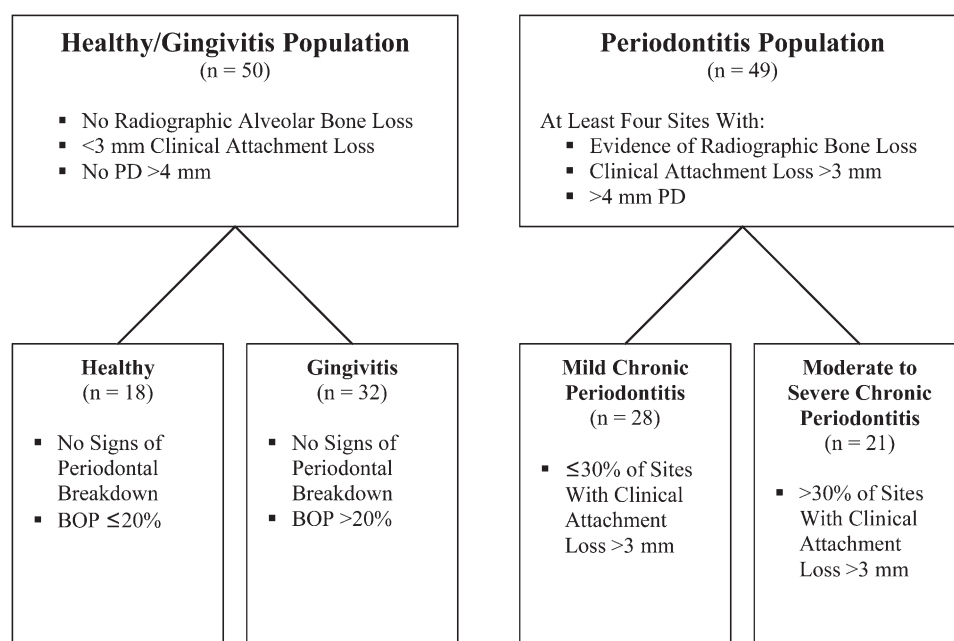 Healthy/Gingivitis Population
(n = 50)
▪ No Radiographic Alveolar Bone Loss
▪ <3 mm Clinical Attachment Loss
▪ No PD >4 mm
Periodontitis Population
(n = 49)
At Least Four Sites With:
▪ Evidence of Radiographic Bone Loss
▪ Clinical Attachment Loss >3 mm
▪ >4 mm PD
Healthy
(n = 18)
▪ No Signs of
Periodontal
Breakdown
▪ BOP ≤20%
Gingivitis
(n = 32)
▪ No Signs of
Periodontal
Breakdown
▪ BOP >20%
Mild Chronic
Periodontitis
(n = 28)
▪ ≤30% of Sites
With Clinical
Attachment
Loss >3 mm
Moderate to
Severe Chronic
Periodontitis
(n = 21)
▪ >30% of Sites
With Clinical
Attachment
Loss >3 mm